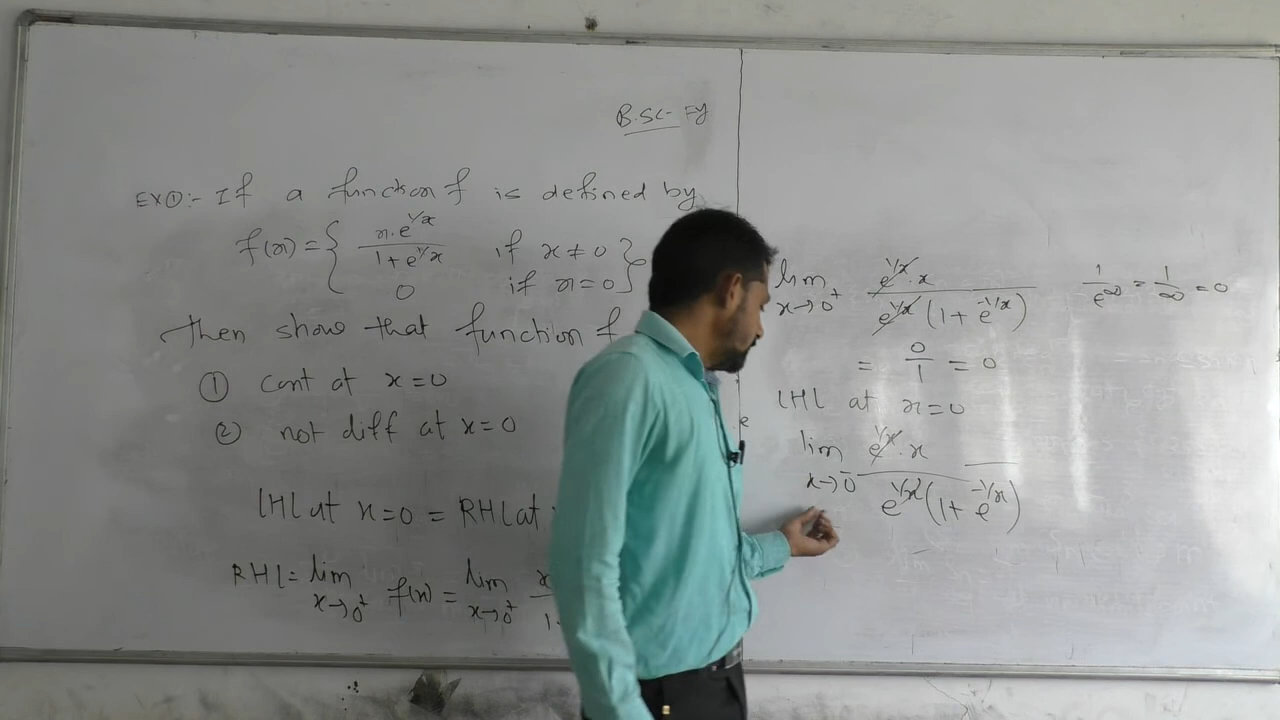 B.SC- FY
EX①:- If a function f is defined by
f(x) = { x.e^1/x / 1+e^1/x if x≠0 }
0 if x=0
Then show that function f
① cont at x=0
② not diff at x=0
LHL at x=0 = RHL at
RHL = lim x→0⁺ f(x) = lim x→0⁺ x / 1
lim x→0⁺ e^1/x . x / e^1/x (1+e^-1/x) 1/e^∞ = 1/∞ = 0
= 0/1 = 0
LHL at x=0
lim x→0⁻ e^1/x . x / e^1/x (1+e^-1/x)